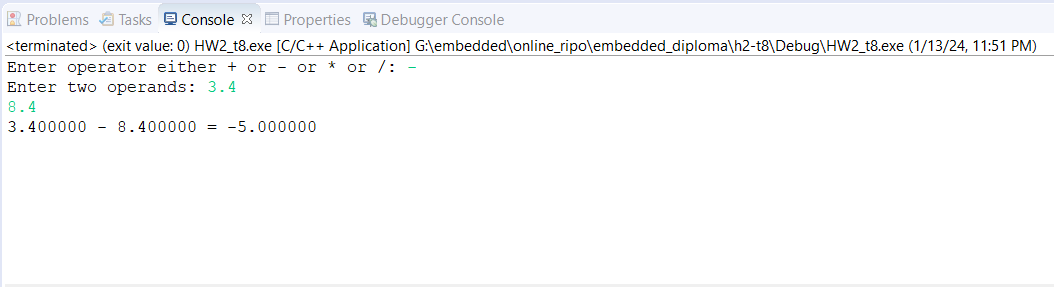 Problems Tasks Console Properties Debugger Console
<terminated> (exit value: 0) HW2_t8.exe [C/C++ Application] G:\embedded\online_ripo\embedded_diploma\h2-t8\Debug\HW2_t8.exe (1/13/24, 11:51 PM)
Enter operator either + or - or * or /: -
Enter two operands: 3.4
8.4
3.400000 - 8.400000 = -5.000000